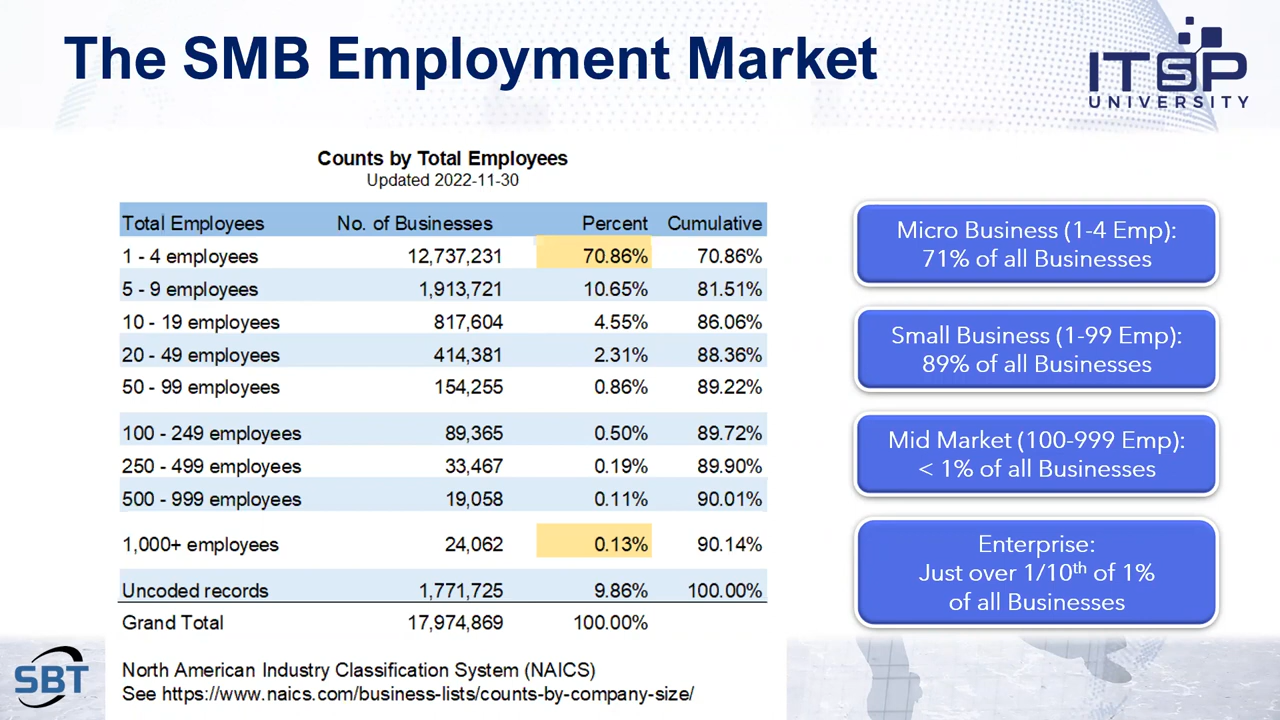 The SMB Employment Market
ITSP
UNIVERSITY
Counts by Total Employees
Updated 2022-11-30
Total Employees No. of Businesses Percent Cumulative
1 - 4 employees 12,737,231 70.86% 70.86%
5 - 9 employees 1,913,721 10.65% 81.51%
10 - 19 employees 817,604 4.55% 86.06%
20 - 49 employees 414,381 2.31% 88.36%
50 - 99 employees 154,255 0.86% 89.22%
100 - 249 employees 89,365 0.50% 89.72%
250 - 499 employees 33,467 0.19% 89.90%
500 - 999 employees 19,058 0.11% 90.01%
1,000+ employees 24,062 0.13% 90.14%
Uncoded records 1,771,725 9.86% 100.00%
Grand Total 17,974,869 100.00%
North American Industry Classification System (NAICS)
See https://www.naics.com/business-lists/counts-by-company-size/
Micro Business (1-4 Emp):
71% of all Businesses
Small Business (1-99 Emp):
89% of all Businesses
Mid Market (100-999 Emp):
< 1% of all Businesses
Enterprise:
Just over 1/10th of 1%
of all Businesses
SBT